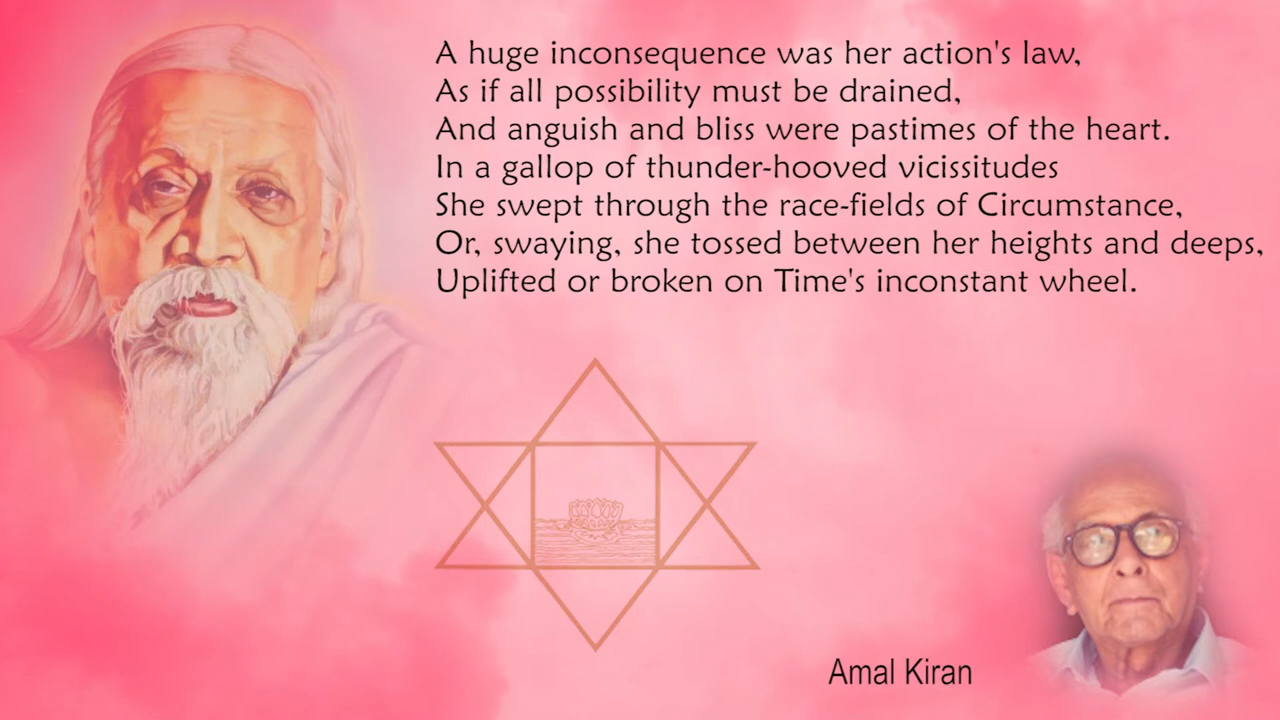 A huge inconsequence was her action's law,
As if all possibility must be drained,
And anguish and bliss were pastimes of the heart.
In a gallop of thunder-hooved vicissitudes
She swept through the race-fields of Circumstance,
Or, swaying, she tossed between her heights and deeps,
Uplifted or broken on Time's inconstant wheel.
Amal Kiran